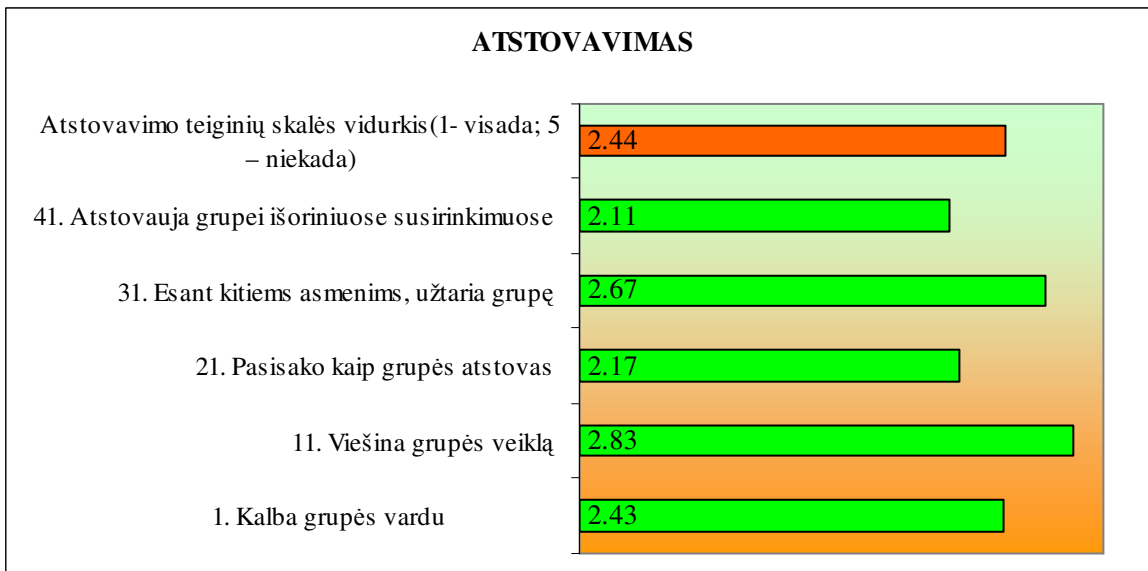 ATSTOVAVIMAS
Atstovavimo teiginių skalės vidurkis(1- visada; 5
– niekada)
2.44
41. Atstovauja grupei išoriniuose susirinkimuose
2.11
31. Esant kitiems asmenims, užtaria grupę
2.67
21. Pasisako kaip grupės atstovas
2.17
11. Viešina grupės veiklą
2.83
1. Kalba grupės vardu
2.43